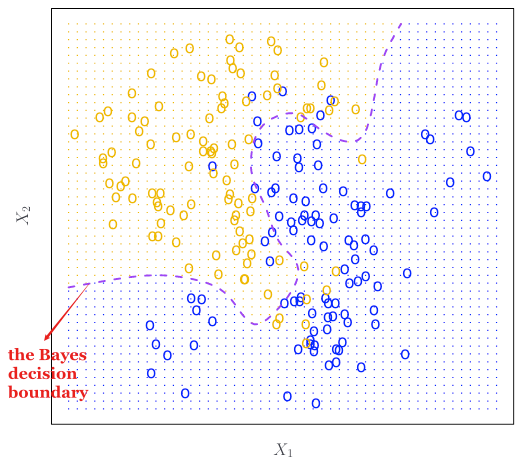 X₂
the Bayes
decision
boundary
X₁